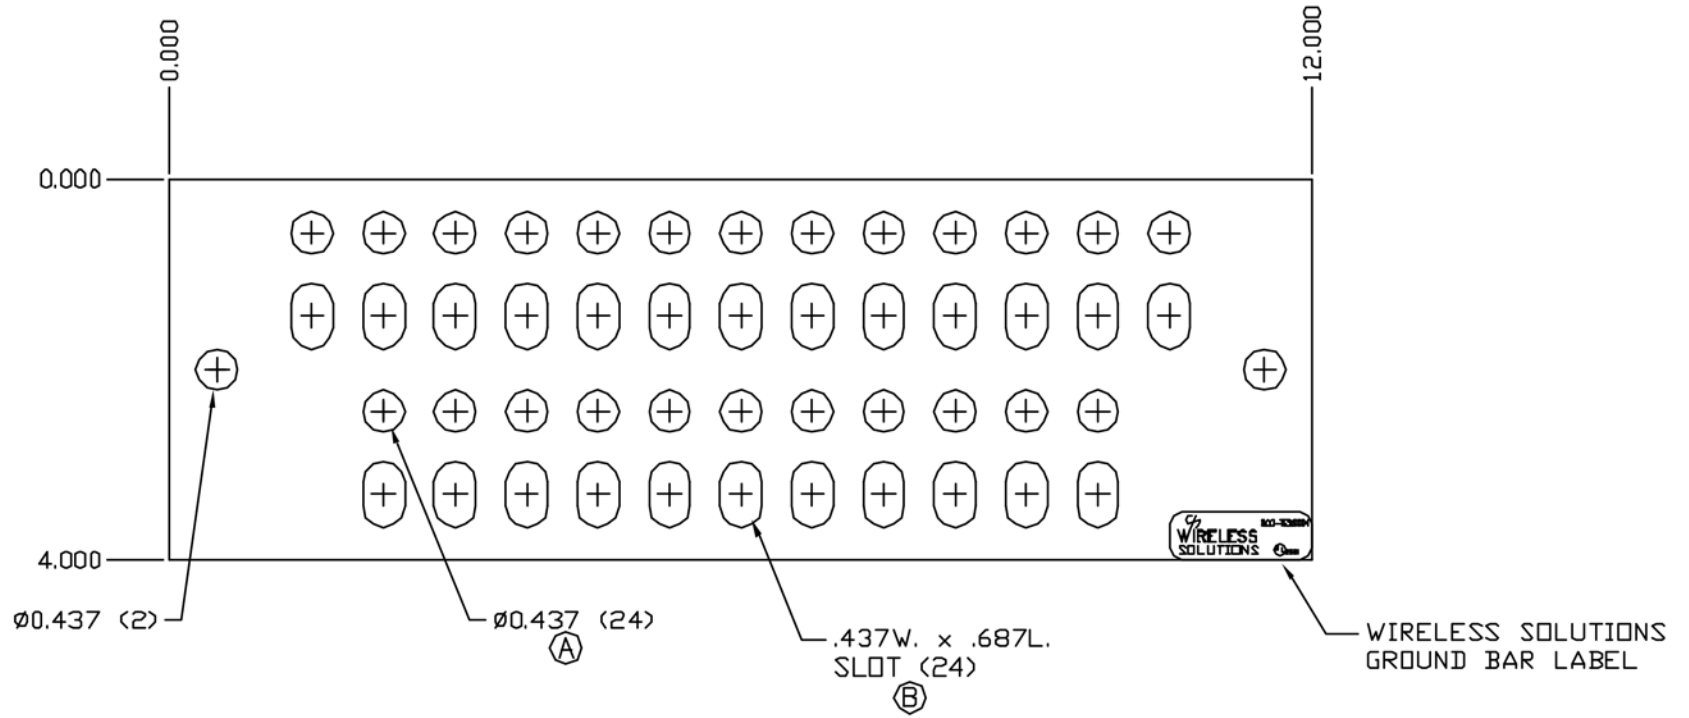 0.000
12.000
0.000
4.000
WIRELESS
SOLUTIONS
Ø0.437 (2)
Ø0.437 (24)
A
.437W. x .687L.
SLOT (24)
B
WIRELESS SOLUTIONS
GROUND BAR LABEL